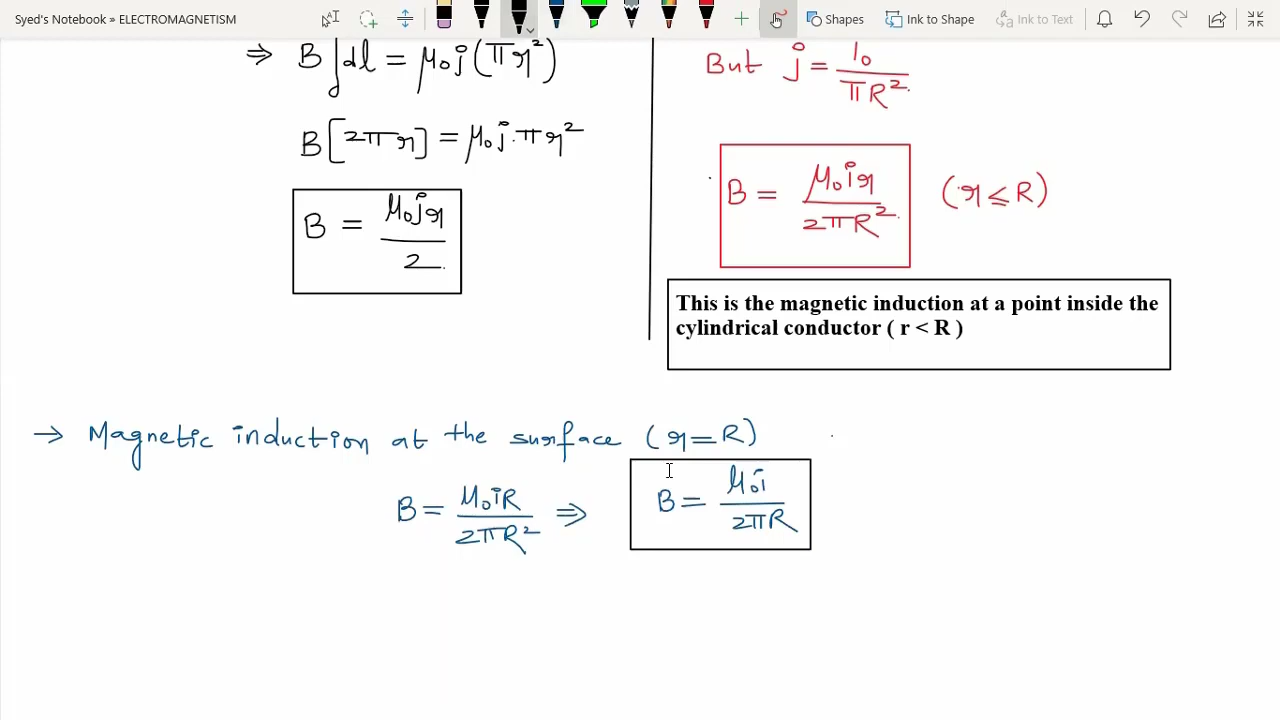 Syed's Notebook » ELECTROMAGNETISM
Shapes
Ink to Shape
Ink to Text
⇒ B ∫dl = μ₀j(πr²)
B[2πr] = μ₀j.πr²
B = μ₀jr / 2
But j = i₀ / πR²
B = μ₀ir / 2πR² (r ≤ R)
This is the magnetic induction at a point inside the
cylindrical conductor ( r < R )
→ Magnetic induction at the surface (r = R)
B = μ₀iR / 2πR² ⇒ B = μ₀i / 2πR